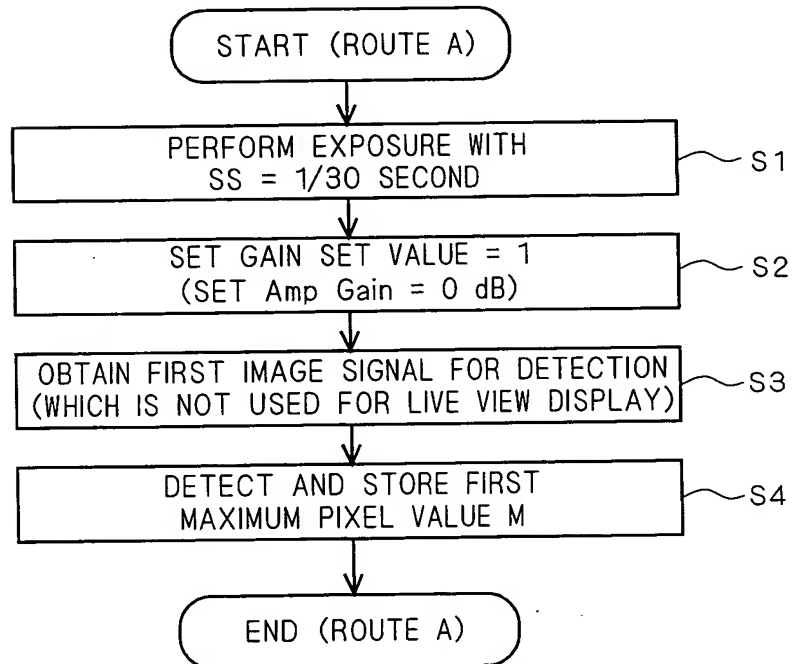 START (ROUTE A)
PERFORM EXPOSURE WITH
SS = 1/30 SECOND
S1
SET GAIN SET VALUE = 1
(SET Amp Gain = 0 dB)
S2
OBTAIN FIRST IMAGE SIGNAL FOR DETECTION
(WHICH IS NOT USED FOR LIVE VIEW DISPLAY)
S3
DETECT AND STORE FIRST
MAXIMUM PIXEL VALUE M
S4
END (ROUTE A)